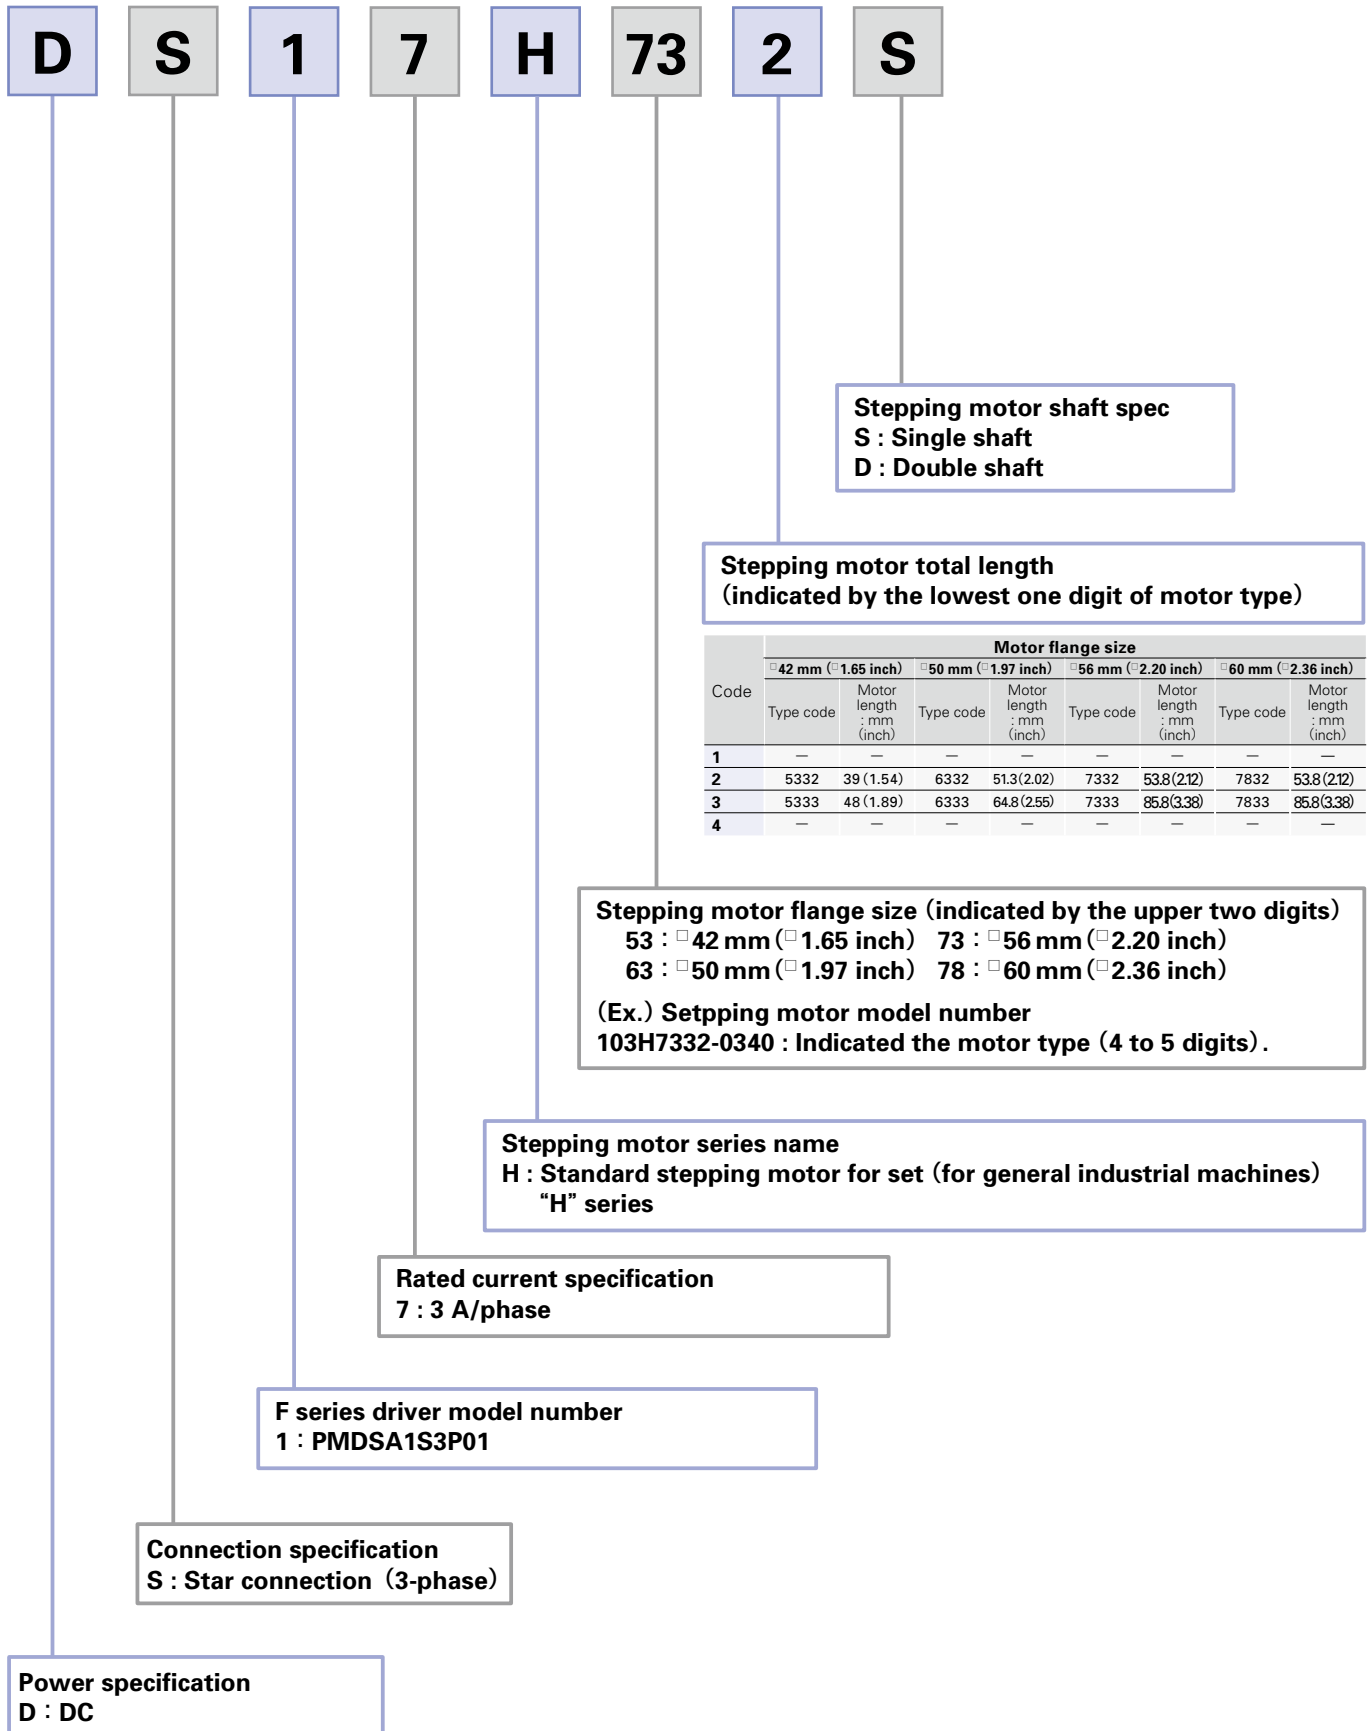 D S 1 7 H 73 2 S
Stepping motor shaft spec
S : Single shaft
D : Double shaft
Stepping motor total length
(indicated by the lowest one digit of motor type)
Motor flange size
Code □42 mm (□1.65 inch) □50 mm (□1.97 inch) □56 mm (□2.20 inch) □60 mm (□2.36 inch)
Type code Motor length : mm (inch) Type code Motor length : mm (inch) Type code Motor length : mm (inch) Type code Motor length : mm (inch)
1 — — — — — — — —
2 5332 39 (1.54) 6332 51.3(2.02) 7332 53.8(2.12) 7832 53.8(2.12)
3 5333 48 (1.89) 6333 64.8(2.55) 7333 85.8(3.38) 7833 85.8(3.38)
4 — — — — — — — —
Stepping motor flange size (indicated by the upper two digits)
53 : □42 mm (□1.65 inch) 73 : □56 mm (□2.20 inch)
63 : □50 mm (□1.97 inch) 78 : □60 mm (□2.36 inch)
(Ex.) Setpping motor model number
103H7332-0340 : Indicated the motor type (4 to 5 digits).
Stepping motor series name
H : Standard stepping motor for set (for general industrial machines)
“H” series
Rated current specification
7 : 3 A/phase
F series driver model number
1 : PMDSA1S3P01
Connection specification
S : Star connection (3-phase)
Power specification
D : DC